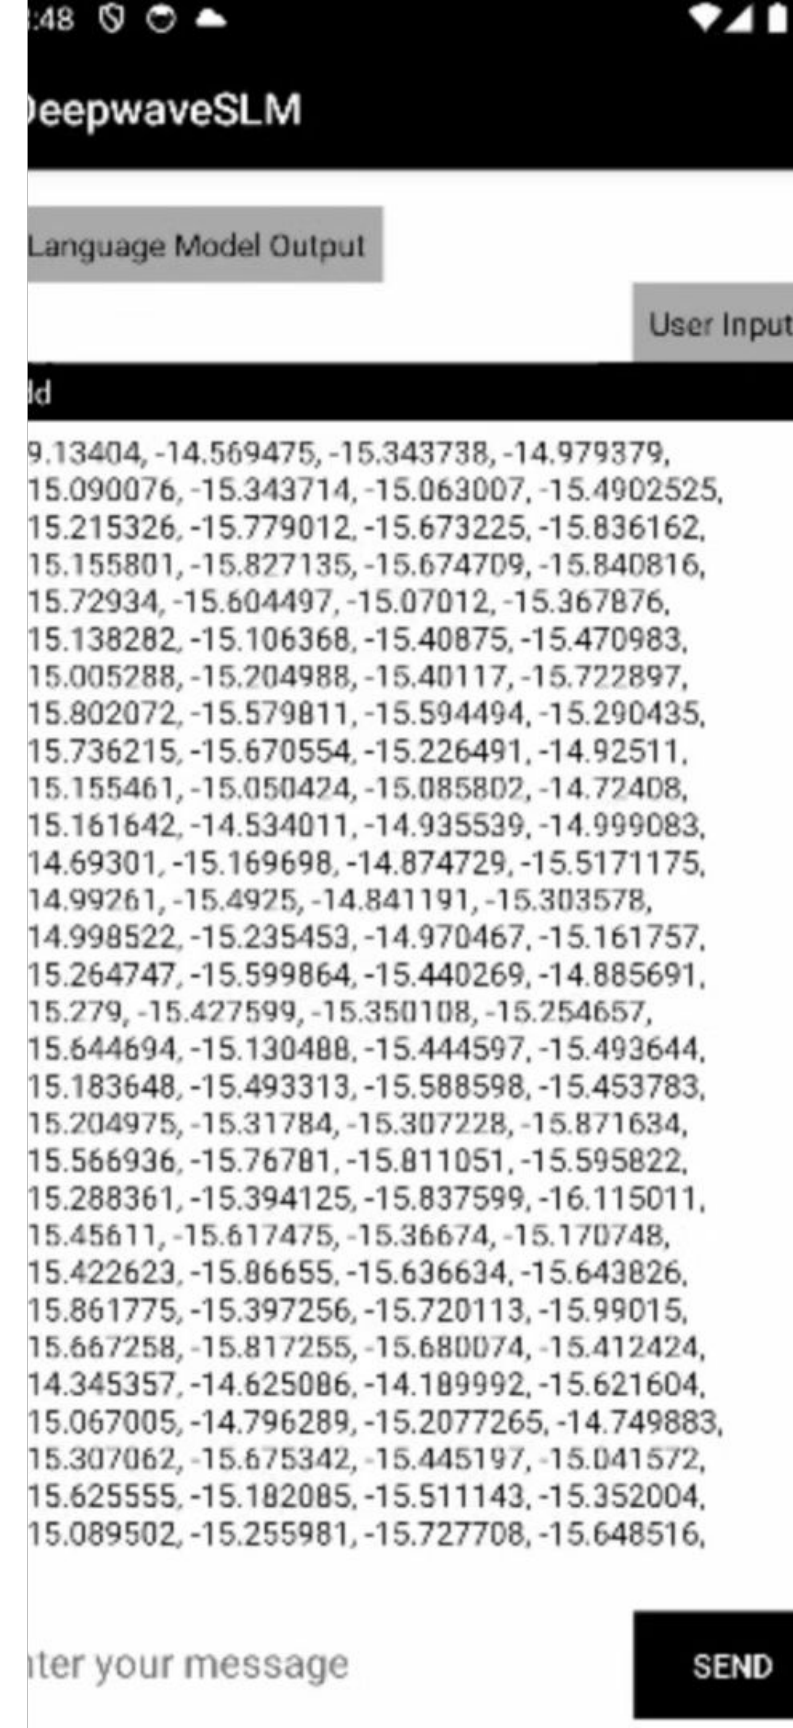 :48
DeepwaveSLM
Language Model Output
User Input
dd
9.13404, -14.569475, -15.343738, -14.979379,
15.090076, -15.343714, -15.063007, -15.4902525,
15.215326, -15.779012, -15.673225, -15.836162,
15.155801, -15.827135, -15.674709, -15.840816,
15.72934, -15.604497, -15.07012, -15.367876,
15.138282, -15.106368, -15.40875, -15.470983,
15.005288, -15.204988, -15.40117, -15.722897,
15.802072, -15.579811, -15.594494, -15.290435,
15.736215, -15.670554, -15.226491, -14.92511,
15.155461, -15.050424, -15.085802, -14.72408,
15.161642, -14.534011, -14.935539, -14.999083,
14.69301, -15.169698, -14.874729, -15.5171175,
14.99261, -15.4925, -14.841191, -15.303578,
14.998522, -15.235453, -14.970467, -15.161757,
15.264747, -15.599864, -15.440269, -14.885691,
15.279, -15.427599, -15.350108, -15.254657,
15.644694, -15.130488, -15.444597, -15.493644,
15.183648, -15.493313, -15.588598, -15.453783,
15.204975, -15.31784, -15.307228, -15.871634,
15.566936, -15.76781, -15.811051, -15.595822,
15.288361, -15.394125, -15.837599, -16.115011,
15.45611, -15.617475, -15.36674, -15.170748,
15.422623, -15.86655, -15.636634, -15.643826,
15.861775, -15.397256, -15.720113, -15.99015,
15.667258, -15.817255, -15.680074, -15.412424,
14.345357, -14.625086, -14.189992, -15.621604,
15.067005, -14.796289, -15.2077265, -14.749883,
15.307062, -15.675342, -15.445197, -15.041572,
15.625555, -15.182085, -15.511143, -15.352004,
15.089502, -15.255981, -15.727708, -15.648516,
nter your message
SEND